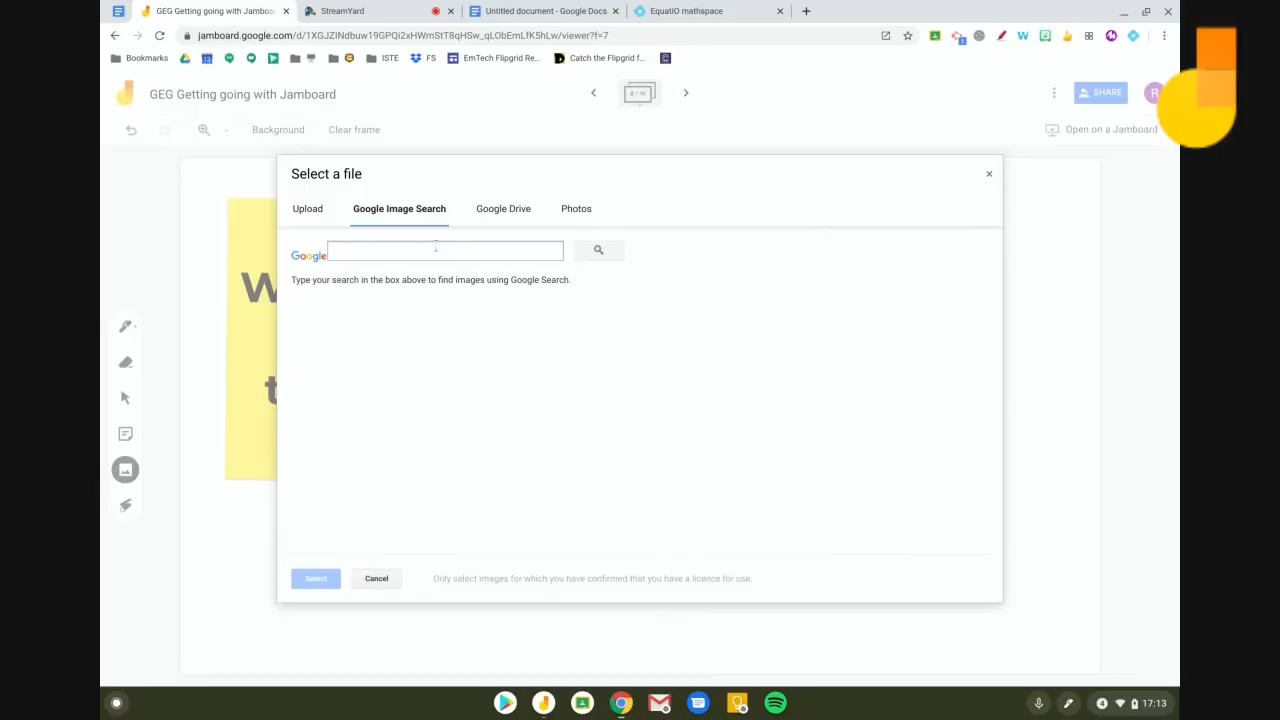 GEG Getting going with Jamboa
StreamYard
Untitled document - Google Docs
EquatIO mathspace
jamboard.google.com/d/1XGJZINdbuw19GPQi2xHWmStT8qHSw_qLObEmLfK5hLw/viewer?f=7
Bookmarks
ISTE
FS
EmTech Flipgrid Re...
Catch the Flipgrid f...
GEG Getting going with Jamboard
SHARE
R
Background
Clear frame
Open on a Jamboard
Select a file
Upload
Google Image Search
Google Drive
Photos
Google
Type your search in the box above to find images using Google Search.
W
t
Select
Cancel
Only select images for which you have confirmed that you have a licence for use.
4
17:13